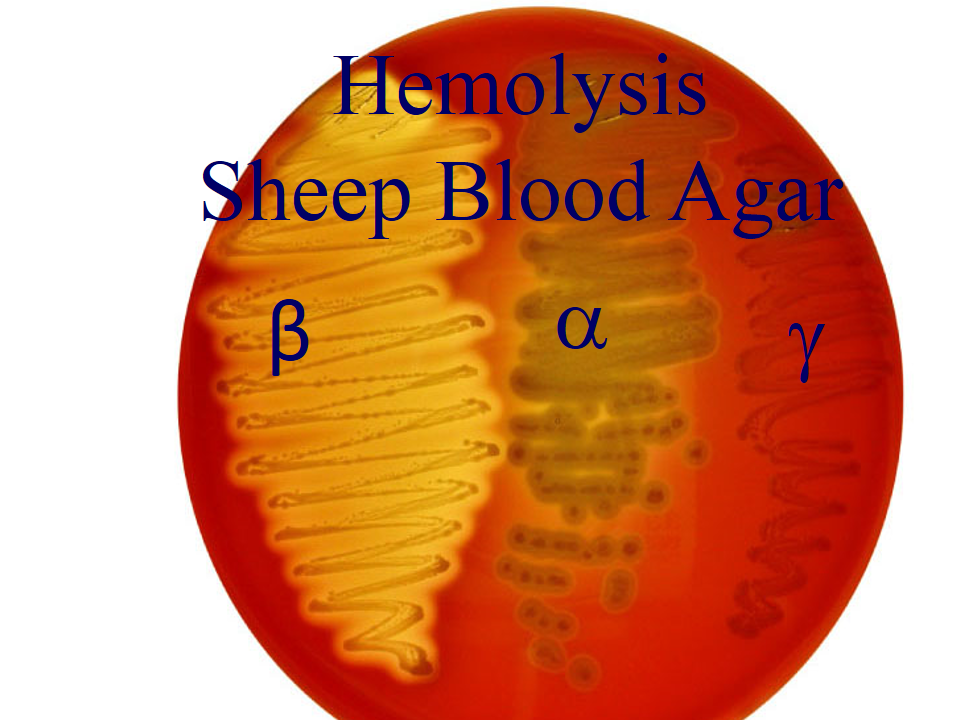 Hemolysis
Sheep Blood Agar
β α γ